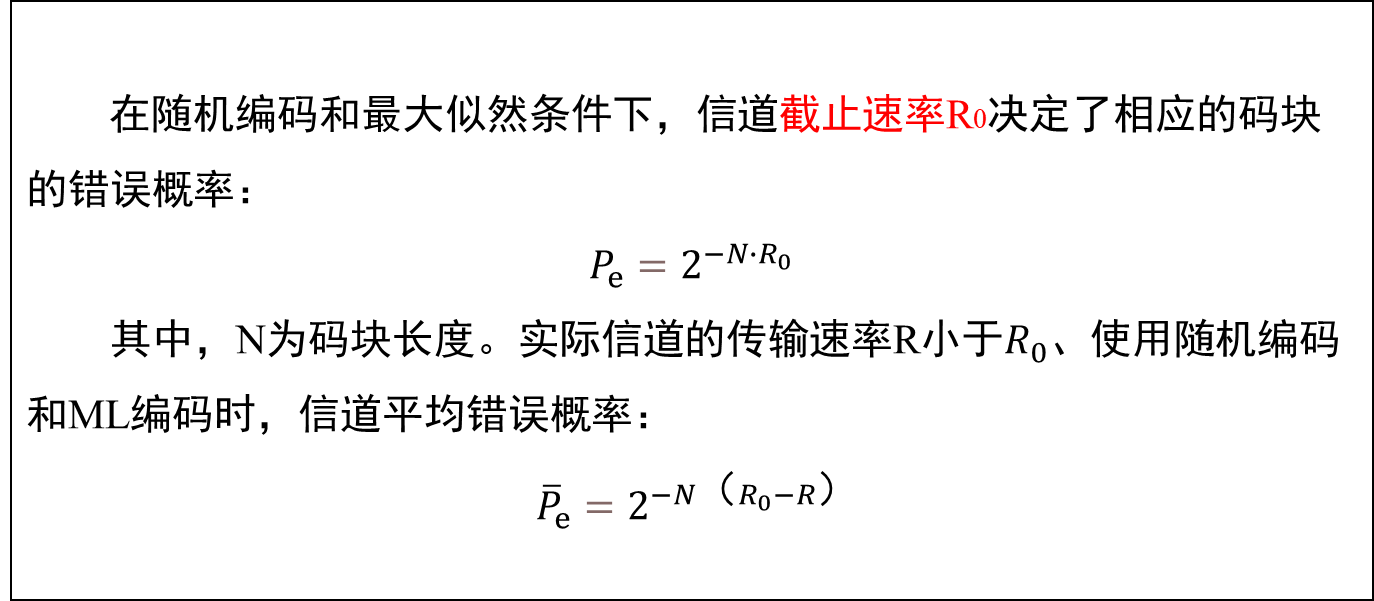 在随机编码和最大似然条件下，信道截止速率R₀决定了相应的码块
的错误概率：
Pₑ = 2^{−N·R₀}
其中，N为码块长度。实际信道的传输速率R小于R₀、使用随机编码
和ML编码时，信道平均错误概率：
P̄ₑ = 2^{−N（R₀−R）}